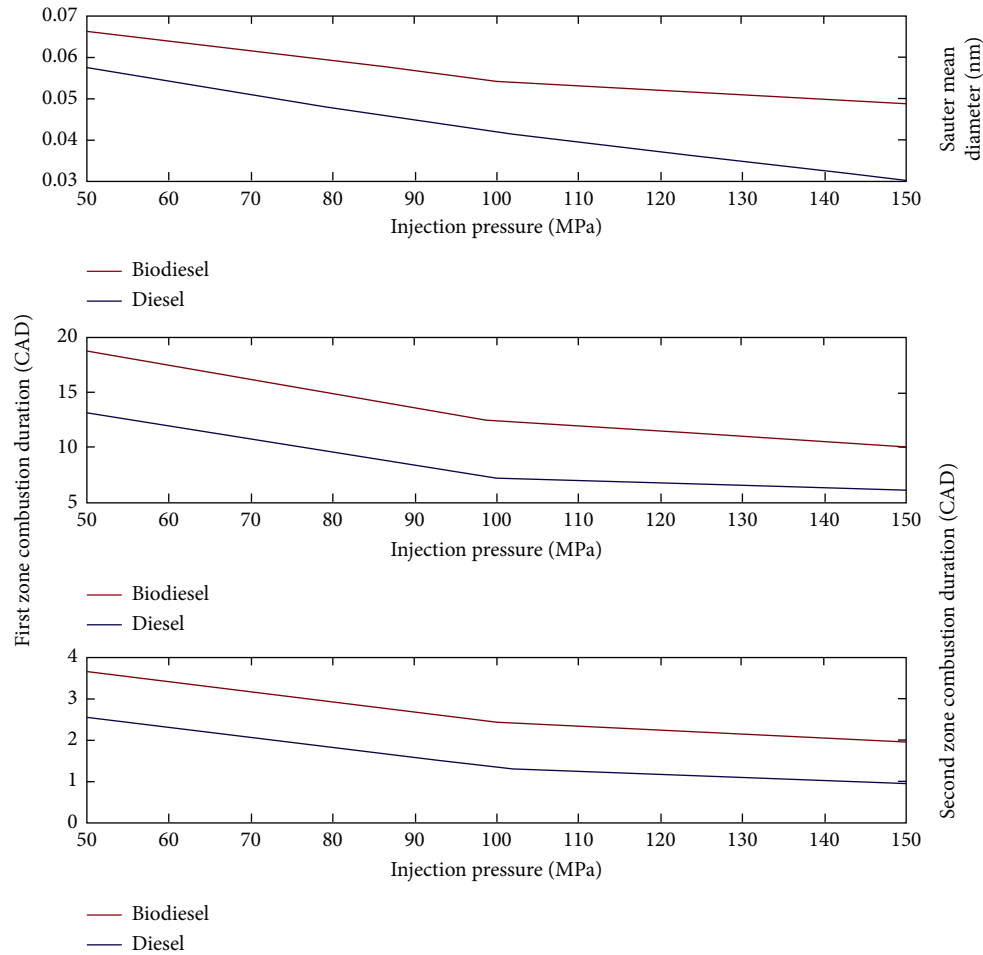 0.07
0.06
0.05
0.04
0.03
50 60 70 80 90 100 110 120 130 140 150
Injection pressure (MPa)
Sauter mean
diameter (nm)
Biodiesel
Diesel
First zone combustion duration (CAD)
20
15
10
5
50 60 70 80 90 100 110 120 130 140 150
Injection pressure (MPa)
Second zone combustion duration (CAD)
Biodiesel
Diesel
4
3
2
1
0
50 60 70 80 90 100 110 120 130 140 150
Injection pressure (MPa)
Biodiesel
Diesel